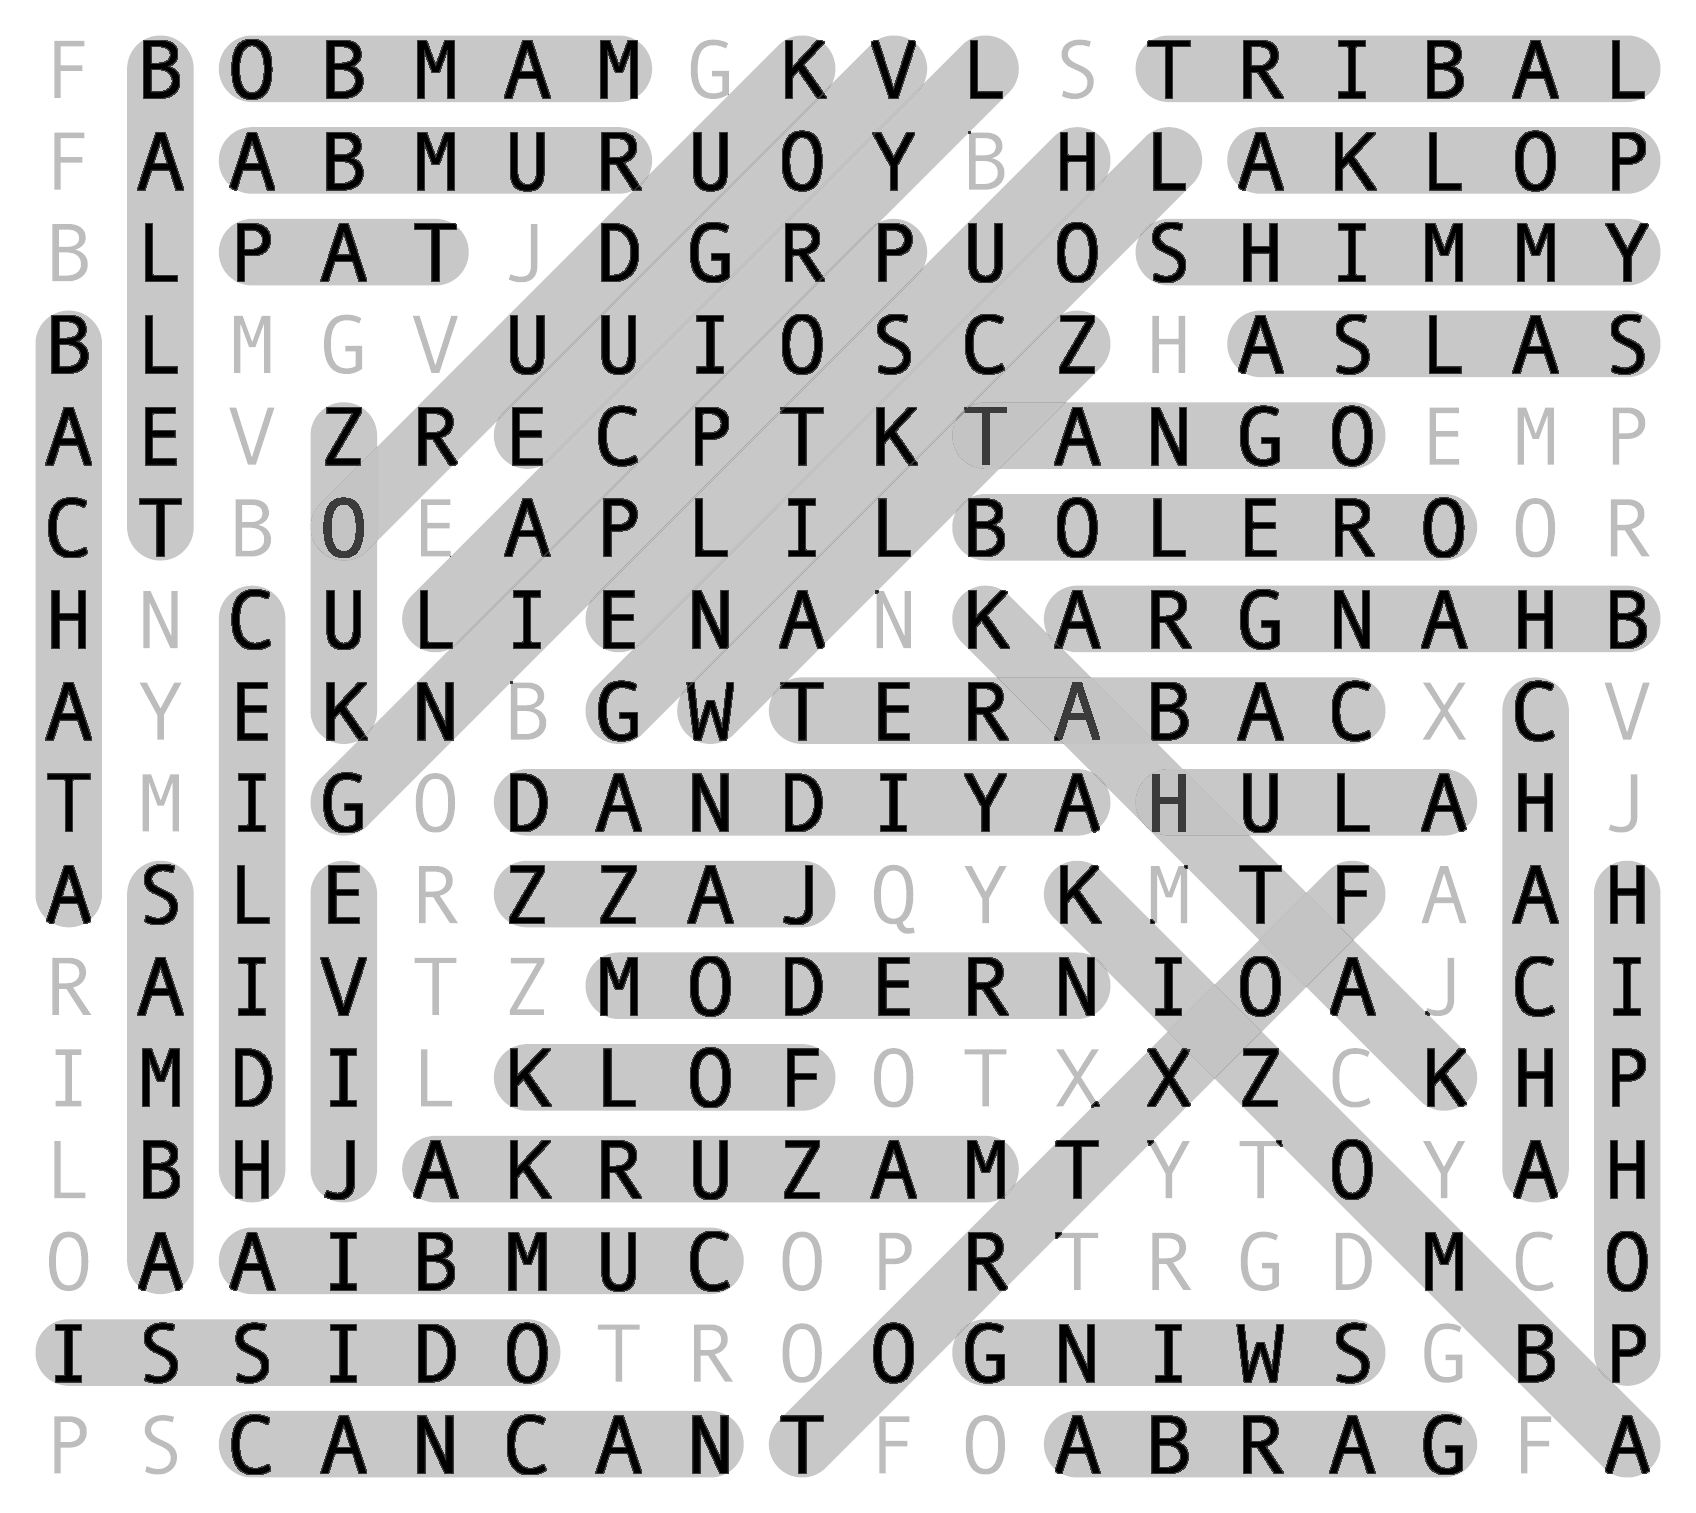 F B O B M A M G K V L S T R I B A L
F A A B M U R U O Y B H L A K L O P
B L P A T J D G R P U O S H I M M Y
B L M G V U U I O S C Z H A S L A S
A E V Z R E C P T K T A N G O E M P
C T B O E A P L I L B O L E R O O R
H N C U L I E N A N K A R G N A H B
A Y E K N B G W T E R A B A C X C V
T M I G O D A N D I Y A H U L A H J
A S L E R Z Z A J Q Y K M T F A A H
R A I V T Z M O D E R N I O A J C I
I M D I L K L O F O T X X Z C K H P
L B H J A K R U Z A M T Y T O Y A H
O A A I B M U C O P R T R G D M C O
I S S I D O T R O O G N I W S G B P
P S C A N C A N T F O A B R A G F A